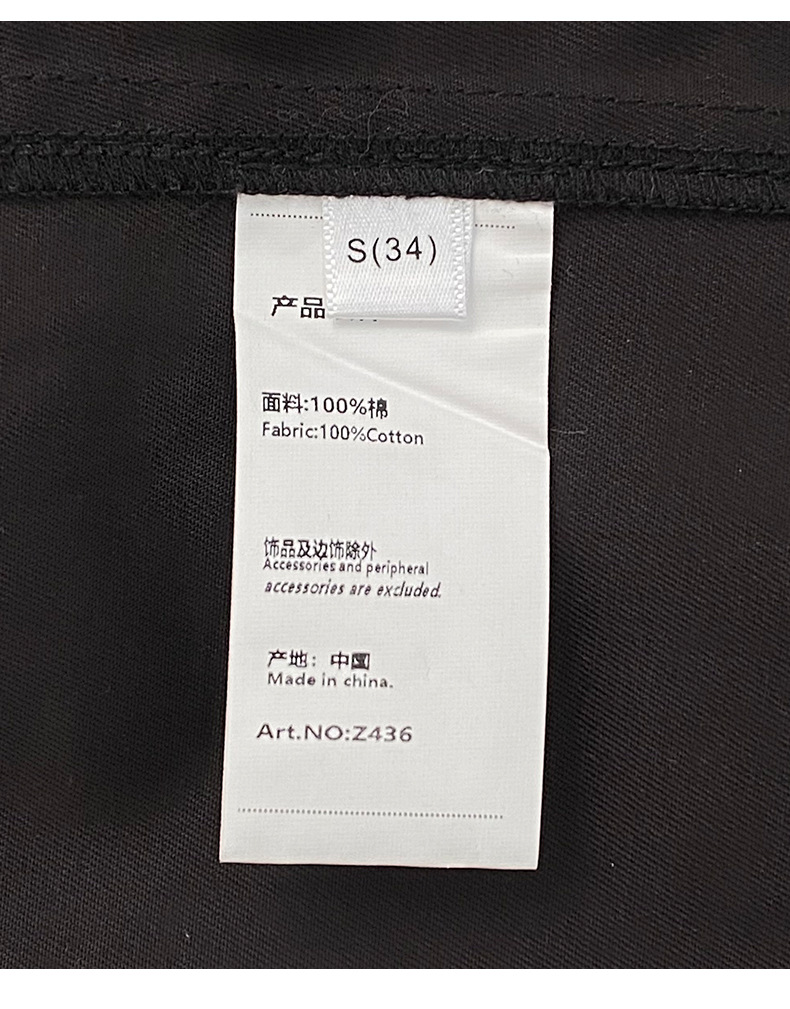 S(34)
产品
面料:100%棉
Fabric:100%Cotton
饰品及边饰除外
Accessories and peripheral
accessories are excluded.
产地：中国
Made in china.
Art.NO:Z436